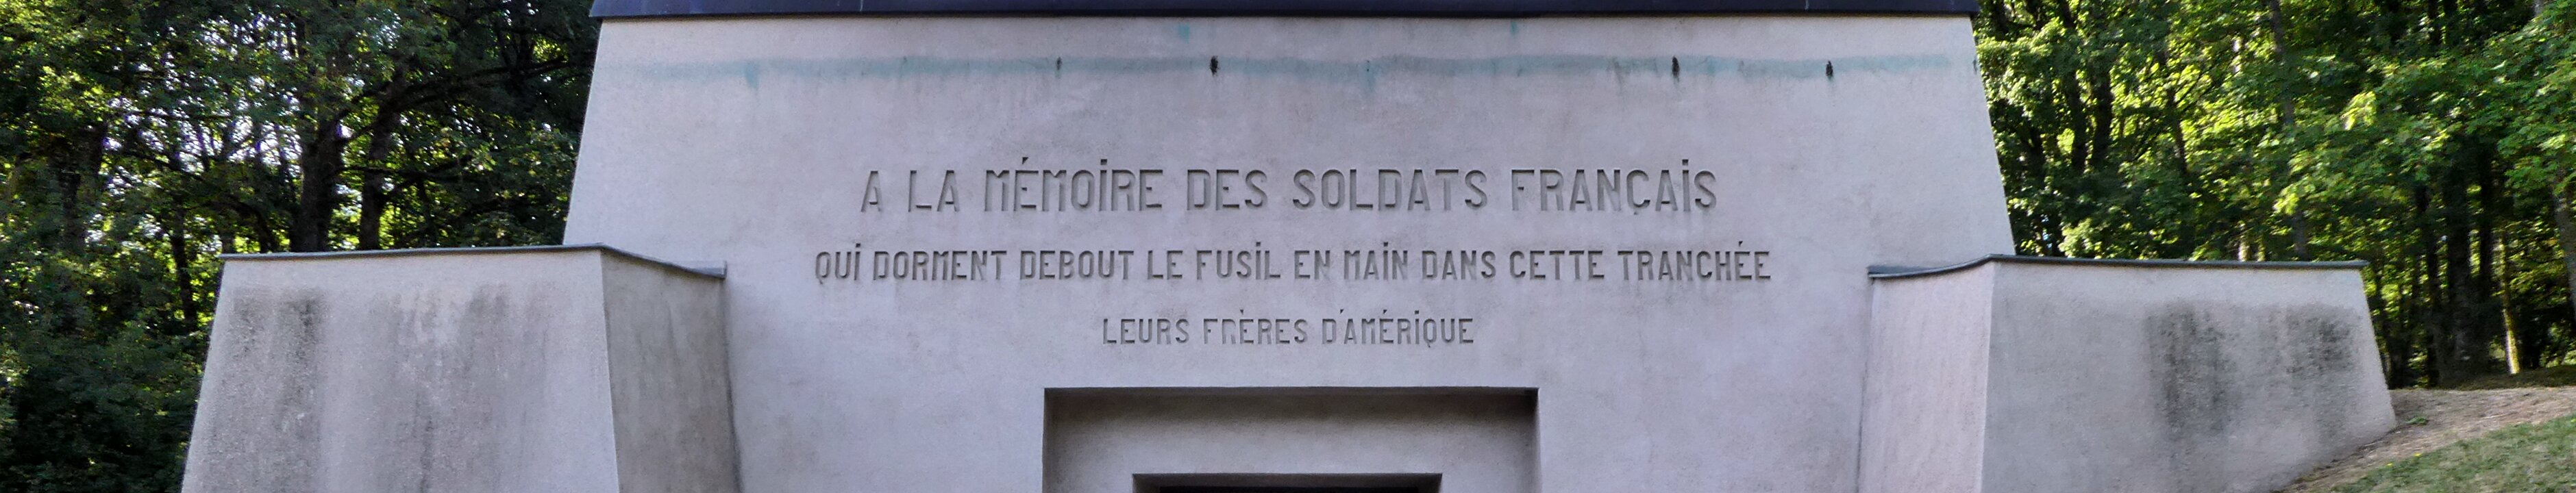 A LA MÉMOIRE DES SOLDATS FRANÇAIS
QUI DORMENT DEBOUT LE FUSIL EN MAIN DANS CETTE TRANCHÉE
LEURS FRÈRES D'AMÉRIQUE